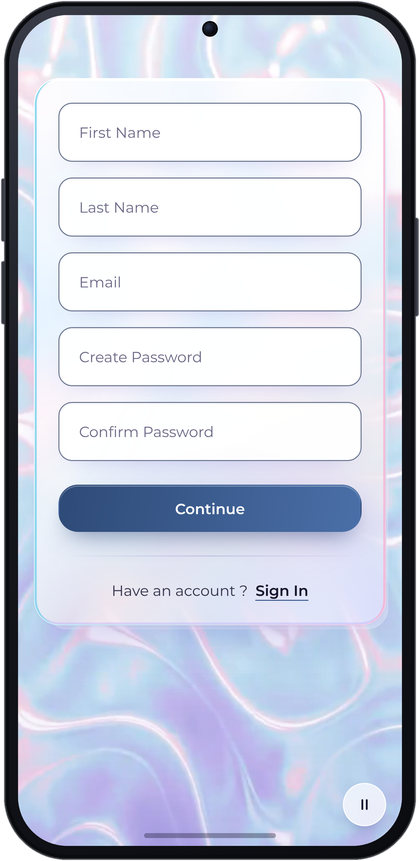 First Name
Last Name
Email
Create Password
Confirm Password
Continue
Have an account ? Sign In